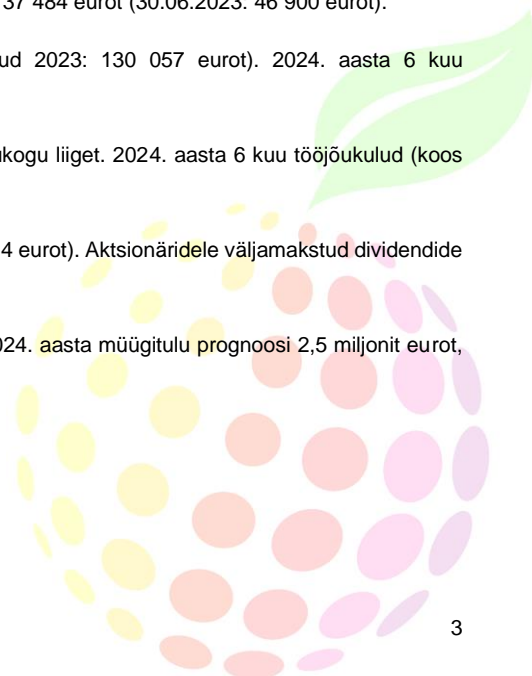 37 484 eurot (30.06.2023: 46 900 eurot).
ud 2023: 130 057 eurot). 2024. aasta 6 kuu
ukogu liiget. 2024. aasta 6 kuu tööjõukulud (koos
4 eurot). Aktsionäridele väljamakstud dividendide
024. aasta müügitulu prognoosi 2,5 miljonit eurot,
3